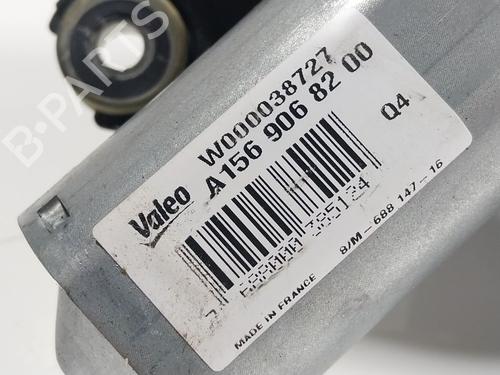 B-PARTS
Valeo
W000038727
A156 906 82 00
Q4
MADE IN FRANCE
8/M-688 147-16